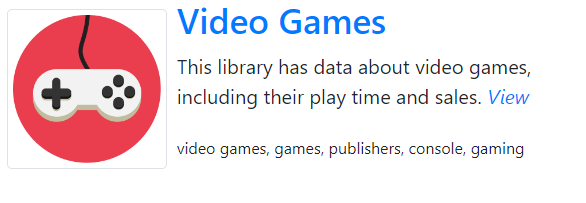 Video Games
This library has data about video games,
including their play time and sales. View
video games, games, publishers, console, gaming